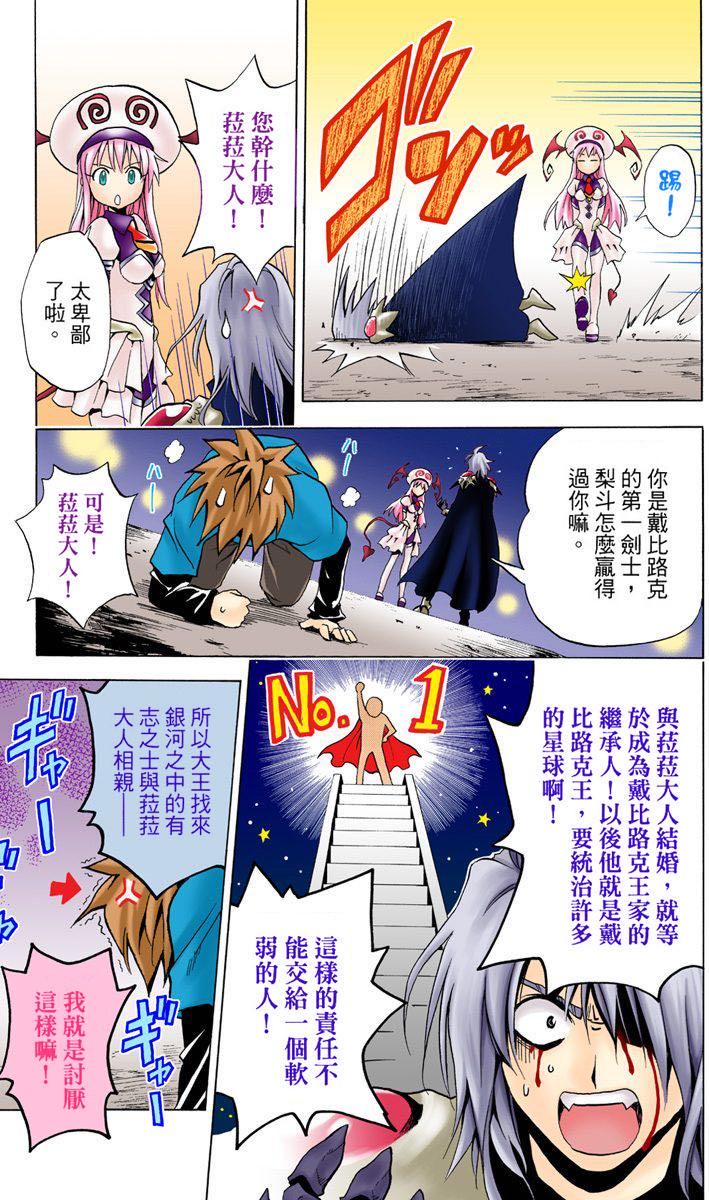 踢！
ズンッ
您幹什麼！
菈菈大人！
太卑鄙
了啦。
你是戴比路克
的第一劍士，
梨斗怎麼贏得
過你嘛。
可是！
菈菈大人！
與菈菈大人結婚，就等
於成為戴比路克王家的
繼承人！以後他就是戴
比路克王，要統治許多
的星球啊！
No.1
這樣的責任不
能交給一個軟
弱的人！
所以大王找來
銀河之中的有
志之士與菈菈
大人相親——
ギャー
ギャー
我就是討厭
這樣嘛！